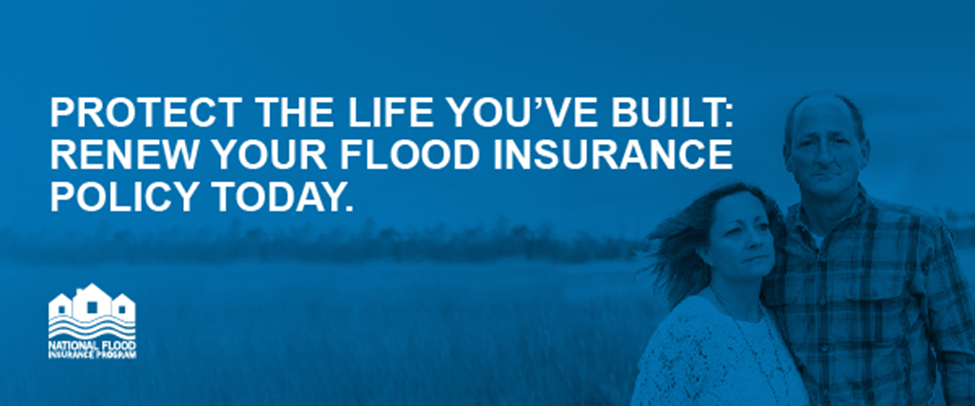 PROTECT THE LIFE YOU’VE BUILT:
RENEW YOUR FLOOD INSURANCE
POLICY TODAY.
NATIONAL FLOOD
INSURANCE PROGRAM